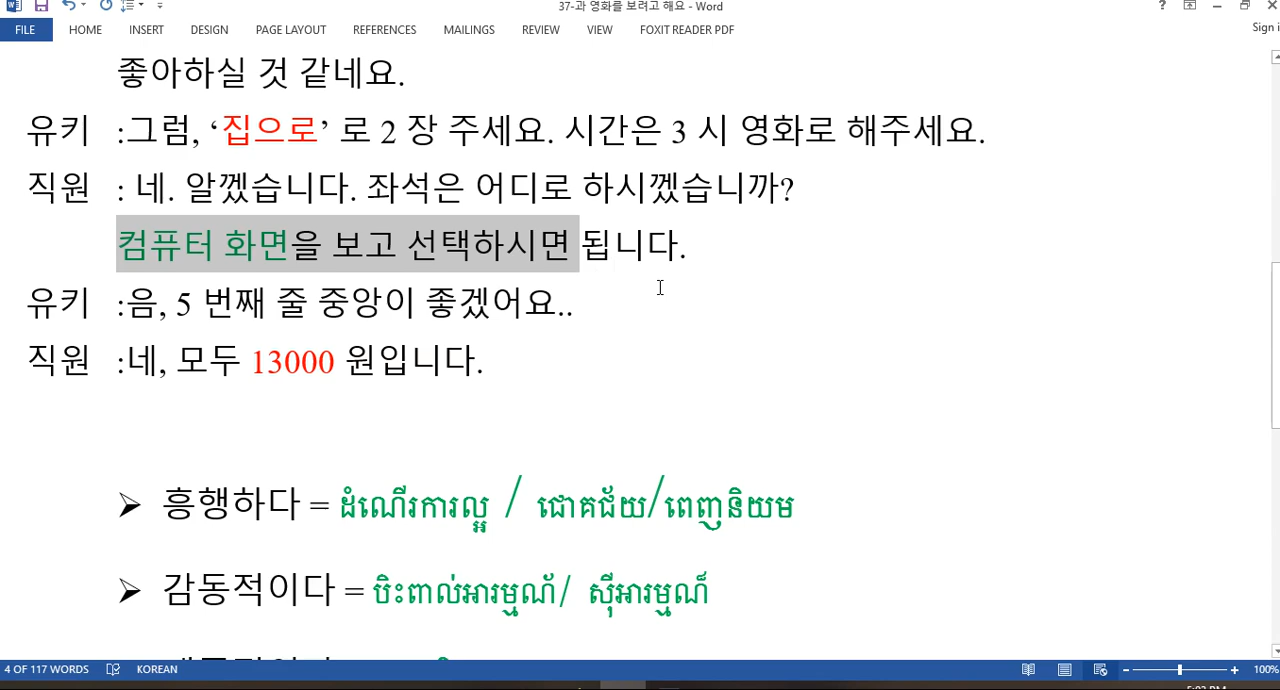 37-과 영화를 보려고 해요 - Word
Sign i
FILE HOME INSERT DESIGN PAGE LAYOUT REFERENCES MAILINGS REVIEW VIEW FOXIT READER PDF
좋아하실 것 같네요.
유키 :그럼, ‘집으로’ 로 2 장 주세요. 시간은 3 시 영화로 해주세요.
직원 : 네. 알겠습니다. 좌석은 어디로 하시겠습니까?
컴퓨터 화면을 보고 선택하시면 됩니다.
유키 :음, 5 번째 줄 중앙이 좋겠어요..
직원 :네, 모두 13000 원입니다.
➢ 흥행하다 = ដំណើរការល្អ / ជោគជ័យ/ពេញនិយម
➢ 감동적이다 = បិះពាល់អារម្មណ៍/ ស៊ីអារម្មណ៍
4 OF 117 WORDS KOREAN 100%